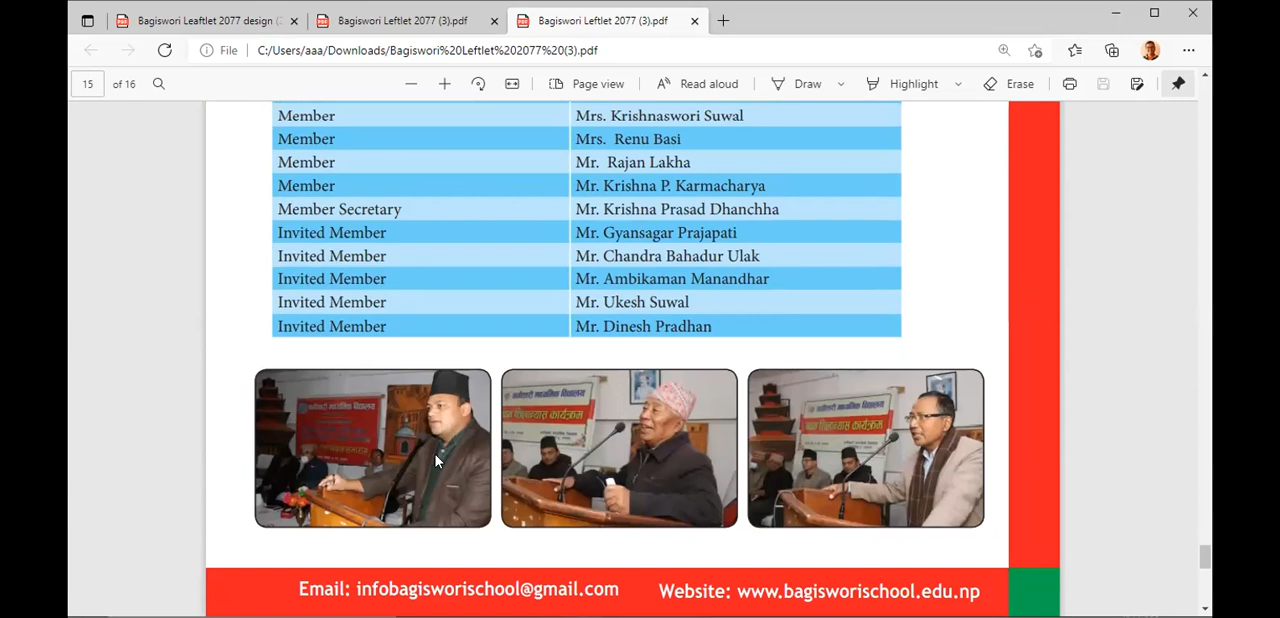 Bagiswori Leaftlet 2077 design (
Bagiswori Leftlet 2077 (3).pdf
Bagiswori Leftlet 2077 (3).pdf
File C:/Users/aaa/Downloads/Bagiswori%20Leftlet%202077%20(3).pdf
15 of 16 Page view Read aloud Draw Highlight Erase
Member Mrs. Krishnaswori Suwal
Member Mrs. Renu Basi
Member Mr. Rajan Lakha
Member Mr. Krishna P. Karmacharya
Member Secretary Mr. Krishna Prasad Dhanchha
Invited Member Mr. Gyansagar Prajapati
Invited Member Mr. Chandra Bahadur Ulak
Invited Member Mr. Ambikaman Manandhar
Invited Member Mr. Ukesh Suwal
Invited Member Mr. Dinesh Pradhan
Email: infobagisworischool@gmail.com Website: www.bagisworischool.edu.np